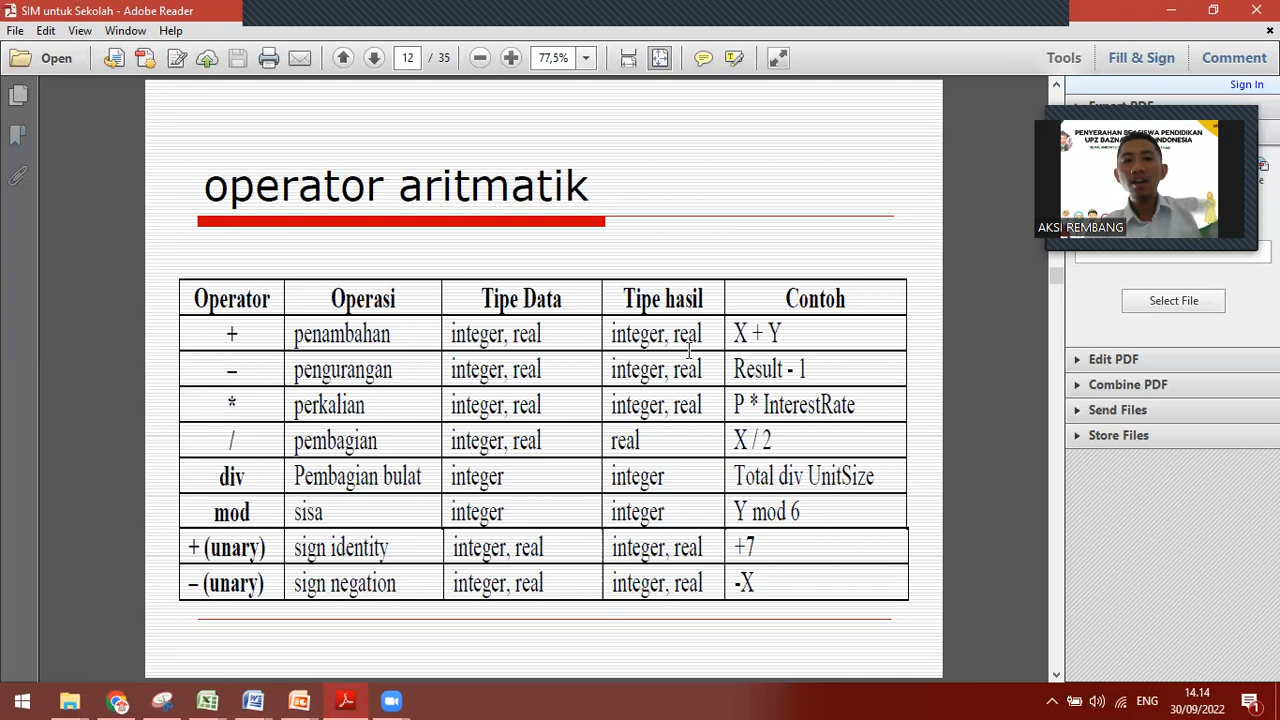 SIM untuk Sekolah - Adobe Reader
File Edit View Window Help
Open 12 / 35 77,5% Tools Fill & Sign Comment
Sign In
operator aritmatik
PENYERAHAN
PENDIDIKAN
UPZ
AKSI REMBANG
Select File
Edit PDF
Combine PDF
Send Files
Store Files
Operator Operasi Tipe Data Tipe hasil Contoh
+ penambahan integer, real integer, real X + Y
– pengurangan integer, real integer, real Result - 1
* perkalian integer, real integer, real P * InterestRate
/ pembagian integer, real real X / 2
div Pembagian bulat integer integer Total div UnitSize
mod sisa integer integer Y mod 6
+ (unary) sign identity integer, real integer, real +7
– (unary) sign negation integer, real integer, real -X
ENG 14.14
30/09/2022 1